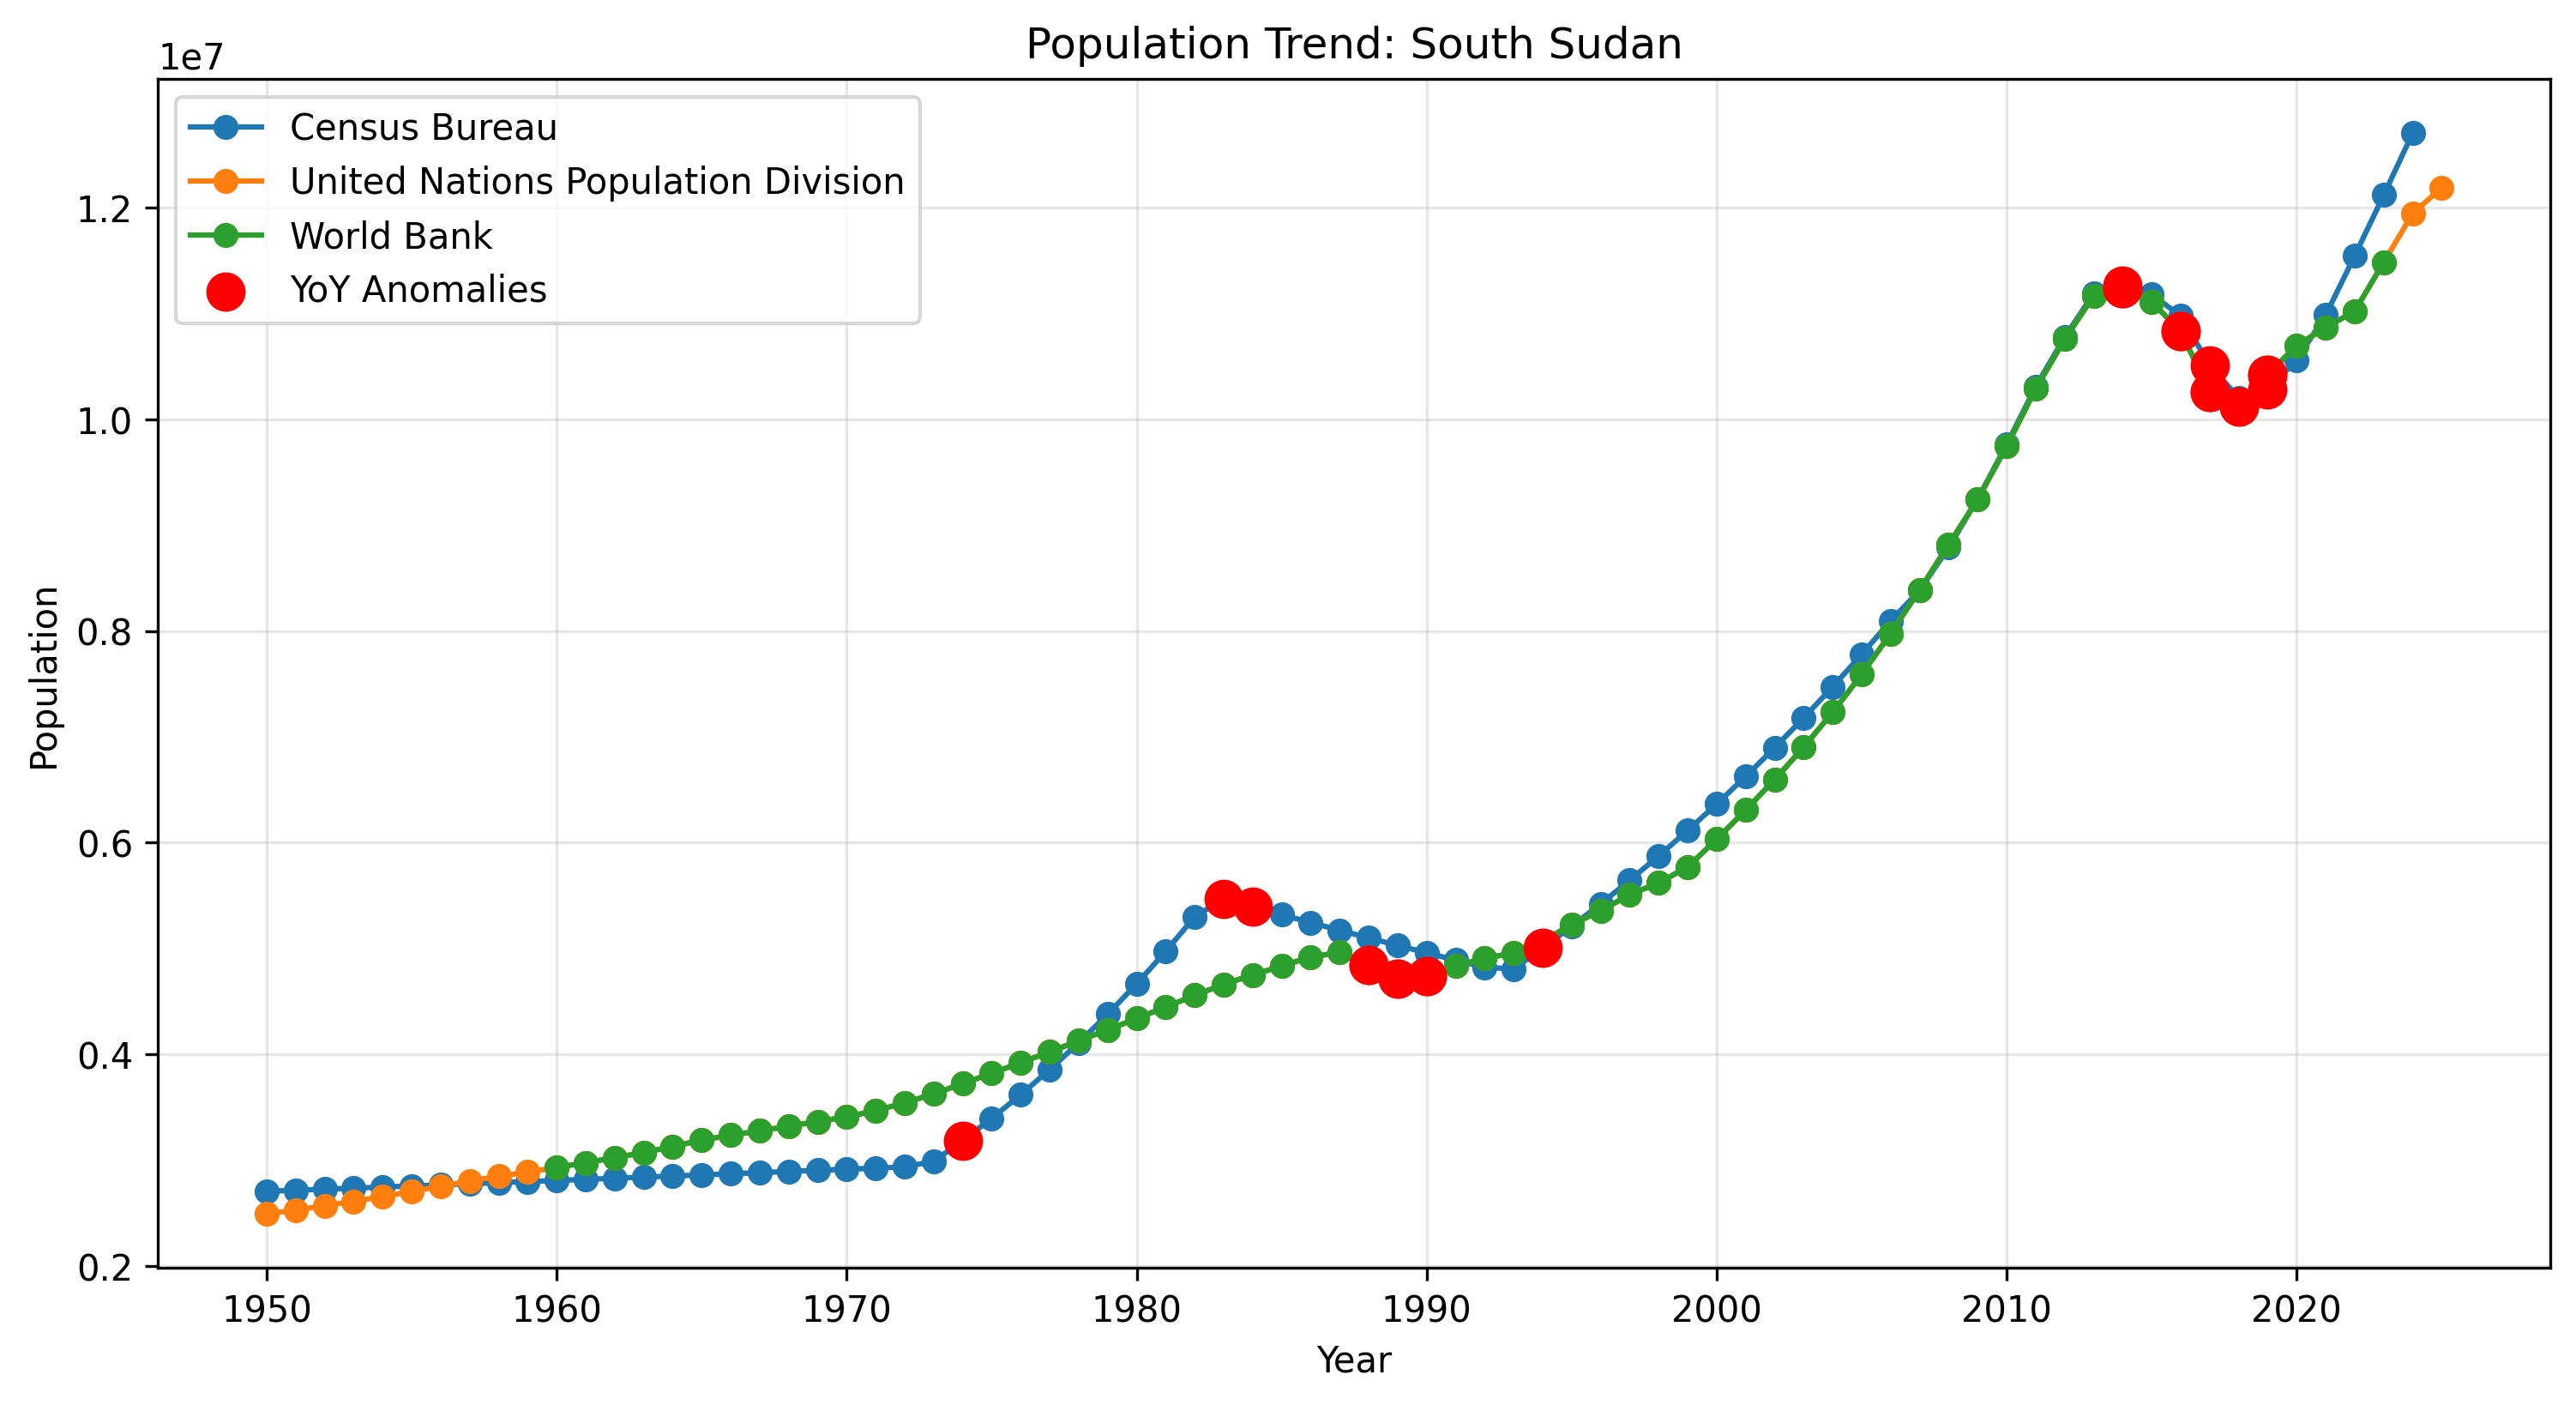 Population Trend: South Sudan
1e7
Census Bureau
United Nations Population Division
World Bank
YoY Anomalies
1.2
1.0
0.8
0.6
0.4
0.2
Population
1950 1960 1970 1980 1990 2000 2010 2020
Year